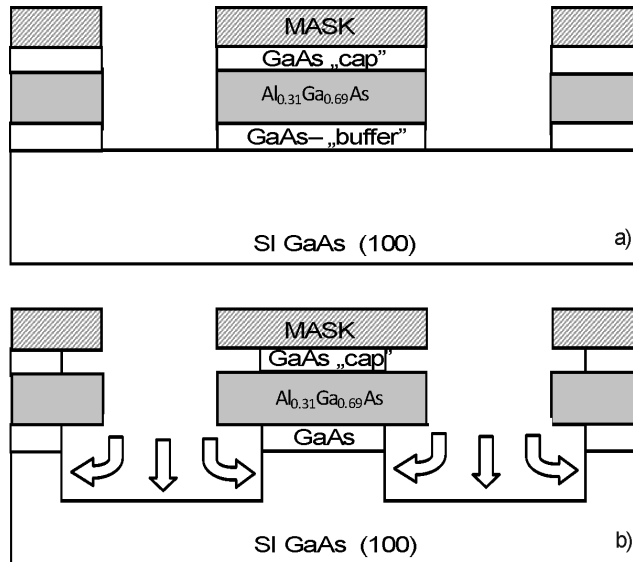 MASK
GaAs „cap”
Al0.31Ga0.69As
GaAs– „buffer”
SI GaAs (100)
a)
MASK
GaAs „cap”
Al0.31Ga0.69As
GaAs
SI GaAs (100)
b)